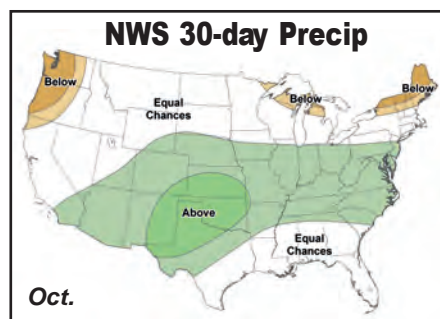 NWS 30-day Precip
Below
Equal
Chances
Below
Below
Above
Equal
Chances
Oct.